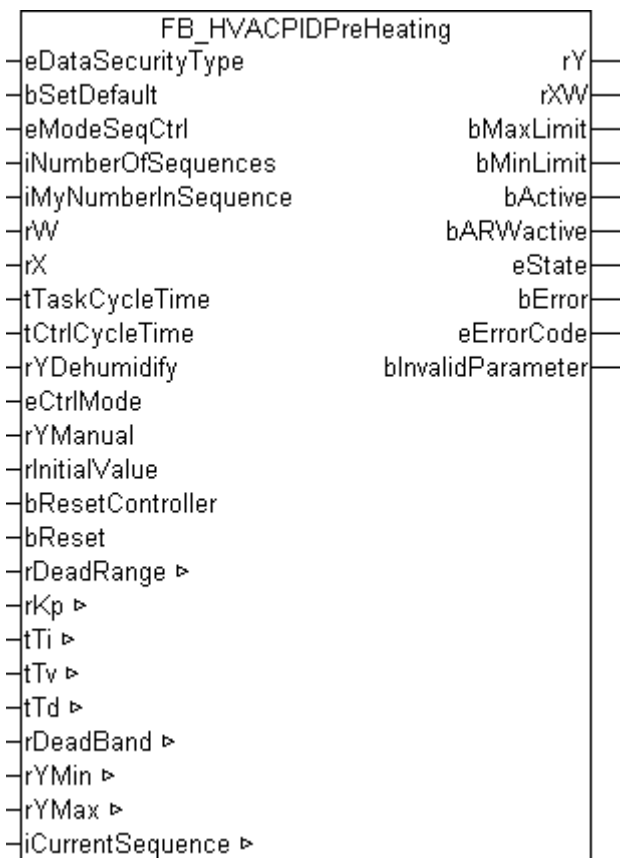 FB_HVACPIDPreHeating
eDataSecurityType rY
bSetDefault rXW
eModeSeqCtrl bMaxLimit
iNumberOfSequences bMinLimit
iMyNumberInSequence bActive
rW bARWactive
rX eState
tTaskCycleTime bError
tCtrlCycleTime eErrorCode
rYDehumidify bInvalidParameter
eCtrlMode
rYManual
rInitialValue
bResetController
bReset
rDeadRange
rKp
tTi
tTv
tTd
rDeadBand
rYMin
rYMax
iCurrentSequence